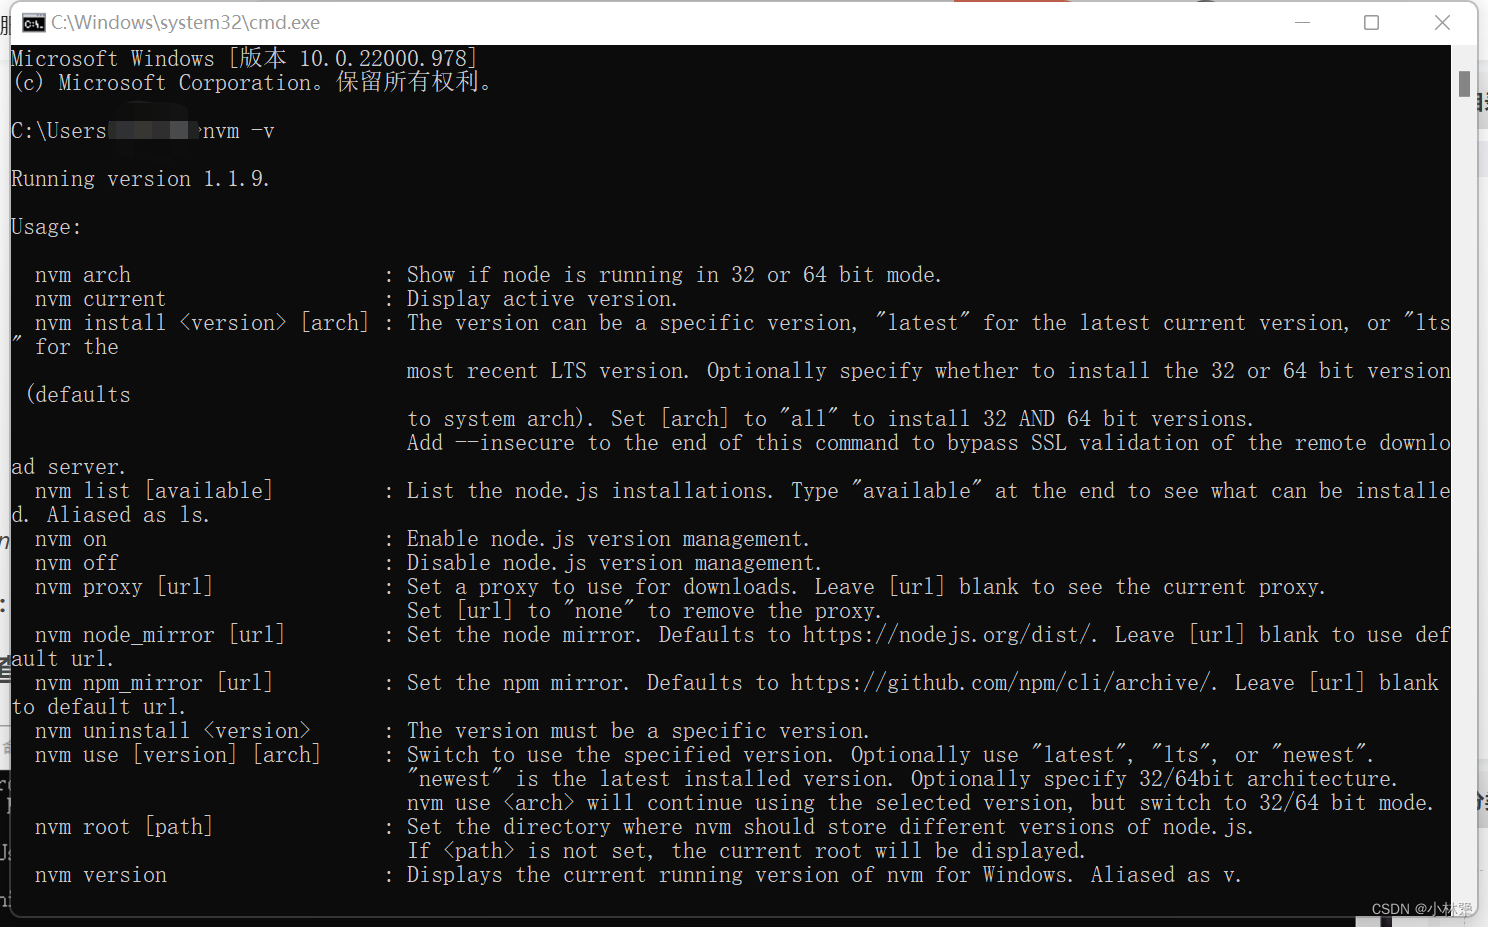 C:\Windows\system32\cmd.exe
Microsoft Windows [版本 10.0.22000.978]
(c) Microsoft Corporation。保留所有权利。
C:\Users nvm -v
Running version 1.1.9.
Usage:
nvm arch : Show if node is running in 32 or 64 bit mode.
nvm current : Display active version.
nvm install <version> [arch] : The version can be a specific version, "latest" for the latest current version, or "lts
" for the
most recent LTS version. Optionally specify whether to install the 32 or 64 bit version
(defaults
to system arch). Set [arch] to "all" to install 32 AND 64 bit versions.
Add --insecure to the end of this command to bypass SSL validation of the remote downlo
ad server.
nvm list [available] : List the node.js installations. Type "available" at the end to see what can be installe
d. Aliased as ls.
nvm on : Enable node.js version management.
nvm off : Disable node.js version management.
nvm proxy [url] : Set a proxy to use for downloads. Leave [url] blank to see the current proxy.
Set [url] to "none" to remove the proxy.
nvm node_mirror [url] : Set the node mirror. Defaults to https://nodejs.org/dist/. Leave [url] blank to use def
ault url.
nvm npm_mirror [url] : Set the npm mirror. Defaults to https://github.com/npm/cli/archive/. Leave [url] blank
to default url.
nvm uninstall <version> : The version must be a specific version.
nvm use [version] [arch] : Switch to use the specified version. Optionally use "latest", "lts", or "newest".
"newest" is the latest installed version. Optionally specify 32/64bit architecture.
nvm use <arch> will continue using the selected version, but switch to 32/64 bit mode.
nvm root [path] : Set the directory where nvm should store different versions of node.js.
If <path> is not set, the current root will be displayed.
nvm version : Displays the current running version of nvm for Windows. Aliased as v.
CSDN